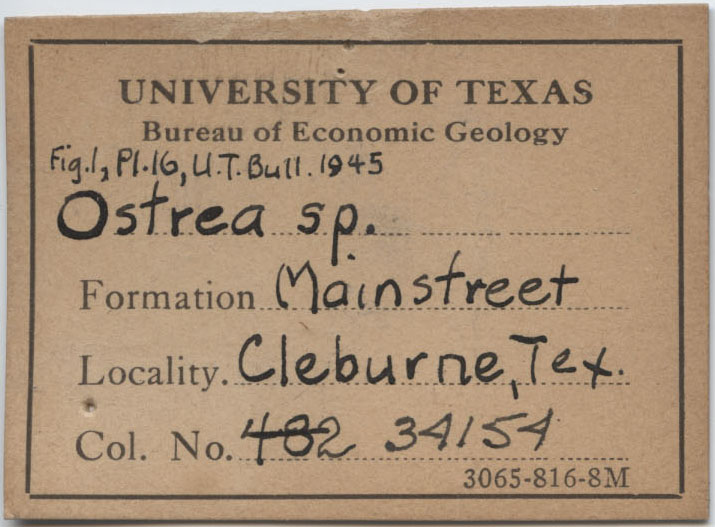 UNIVERSITY OF TEXAS
Bureau of Economic Geology
Fig.1, Pl.16, U.T. Bull. 1945
Ostrea sp.
Formation Mainstreet
Locality. Cleburne, Tex.
Col. No. 482 34154
3065-816-8M